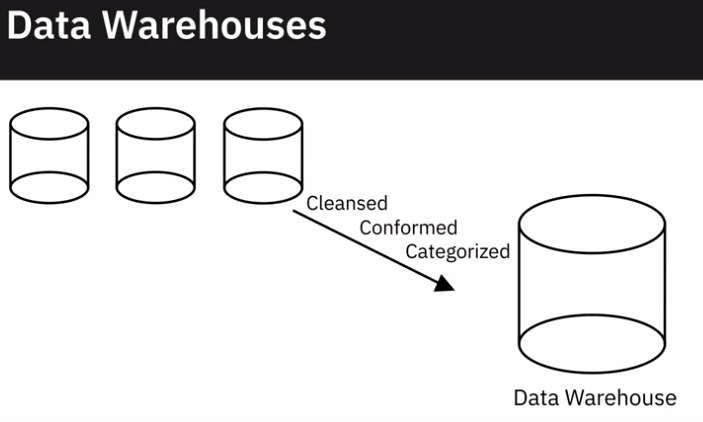 Data Warehouses
Cleansed
Conformed
Categorized
Data Warehouse